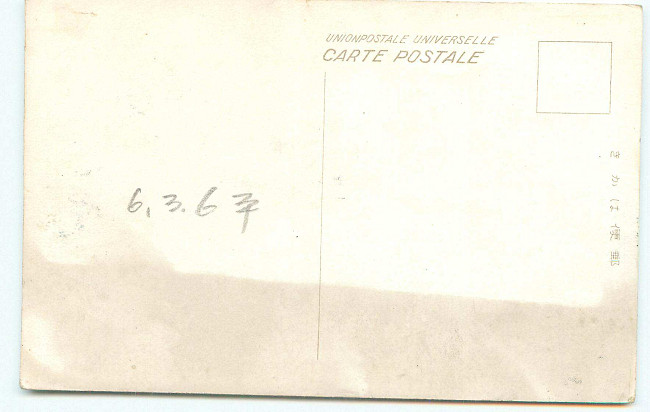 UNIONPOSTALE UNIVERSELLE
CARTE POSTALE
きかは便郵
6.3.6